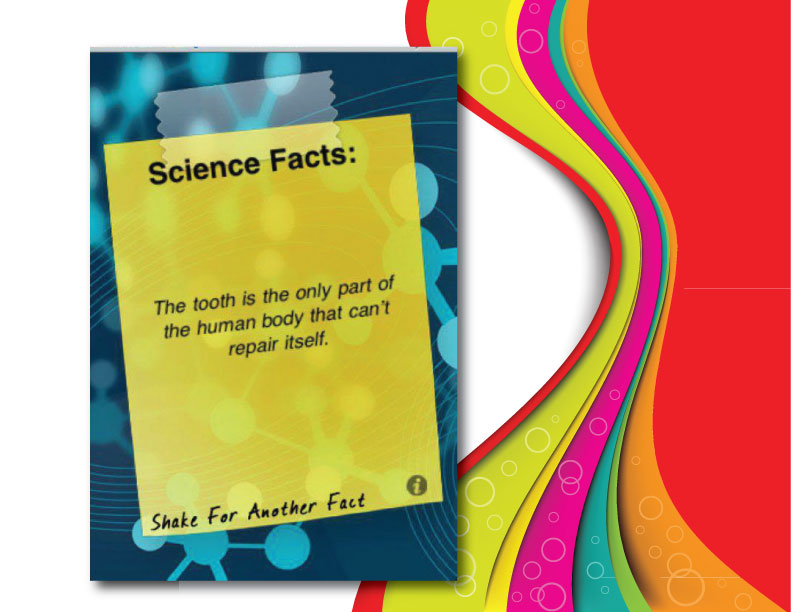 Science Facts:
The tooth is the only part of
the human body that can't
repair itself.
Shake For Another Fact